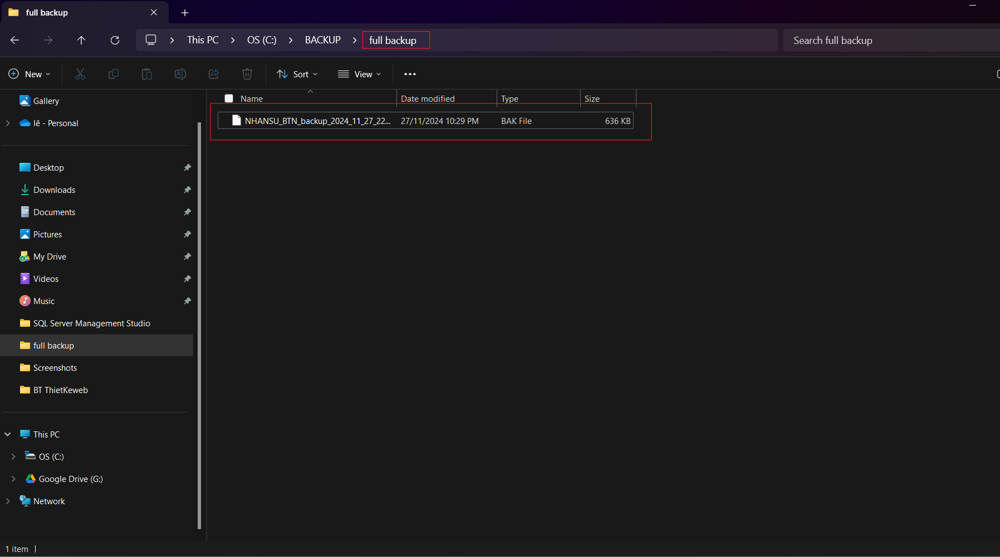 full backup
This PC > OS (C:) > BACKUP > full backup
Search full backup
New
Sort
View
Name Date modified Type Size
NHANSU_BTN_backup_2024_11_27_22... 27/11/2024 10:29 PM BAK File 636 KB
Gallery
lê - Personal
Desktop
Downloads
Documents
Pictures
My Drive
Videos
Music
SQL Server Management Studio
full backup
Screenshots
BT ThietKeweb
This PC
OS (C:)
Google Drive (G:)
Network
1 item